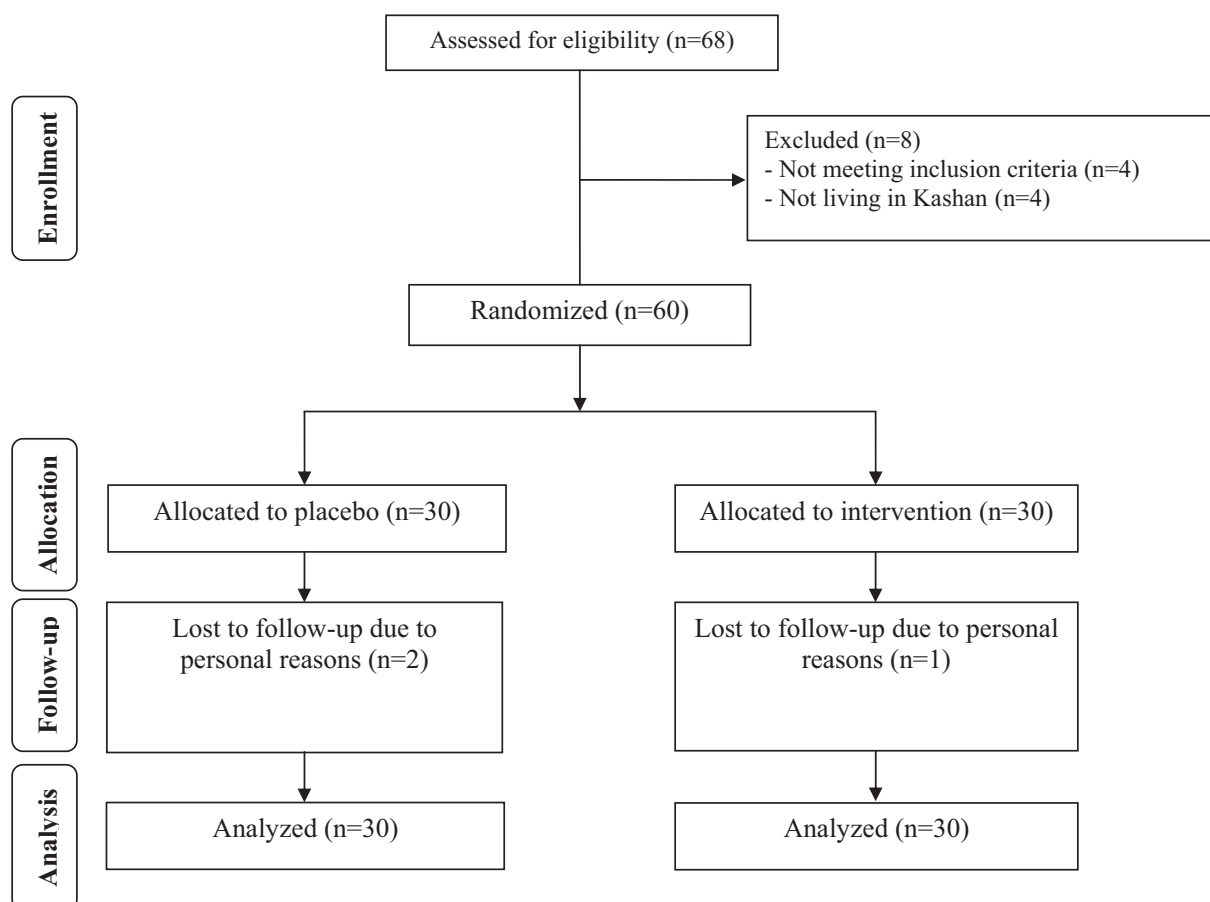 Assessed for eligibility (n=68)
Enrollment
Excluded (n=8)
- Not meeting inclusion criteria (n=4)
- Not living in Kashan (n=4)
Randomized (n=60)
Allocation
Allocated to placebo (n=30)
Allocated to intervention (n=30)
Follow-up
Lost to follow-up due to
personal reasons (n=2)
Lost to follow-up due to personal
reasons (n=1)
Analysis
Analyzed (n=30)
Analyzed (n=30)